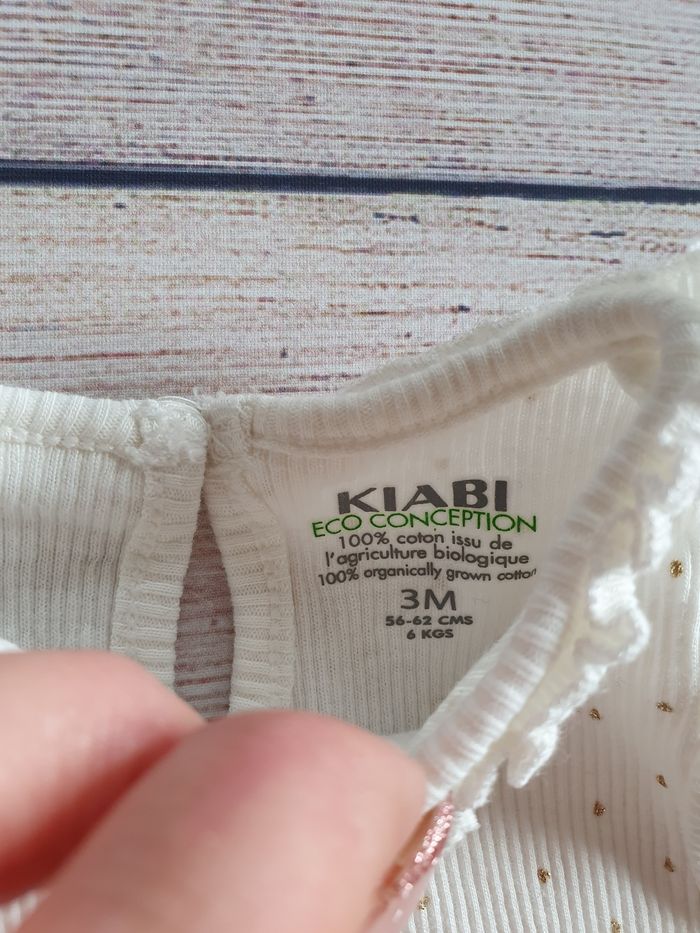 KIABI
ECO CONCEPTION
100% coton issu de
l'agriculture biologique
100% organically grown cotton
3M
56-62 CMS
6 KGS